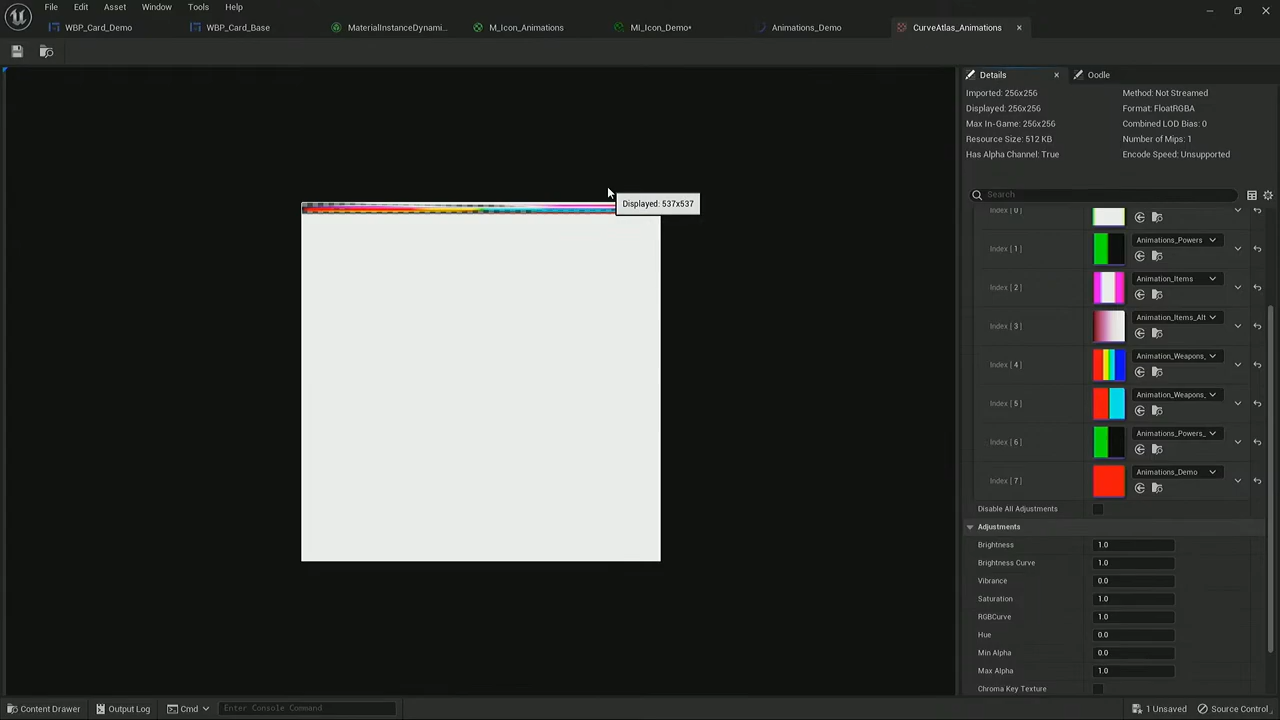 File Edit Asset Window Tools Help
WBP_Card_Demo WBP_Card_Base MaterialInstanceDynami... M_Icon_Animations MI_Icon_Demo* Animations_Demo CurveAtlas_Animations
Details Oodle
Imported: 256x256 Method: Not Streamed
Displayed: 256x256 Format: FloatRGBA
Max In-Game: 256x256 Combined LOD Bias: 0
Resource Size: 512 KB Number of Mips: 1
Has Alpha Channel: True Encode Speed: Unsupported
Search
Displayed: 537x537
Index [ 0 ]
Index [ 1 ] Animations_Powers
Index [ 2 ] Animation_Items
Index [ 3 ] Animation_Items_Alt
Index [ 4 ] Animation_Weapons_
Index [ 5 ] Animation_Weapons_
Index [ 6 ] Animations_Powers_
Index [ 7 ] Animations_Demo
Disable All Adjustments
Adjustments
Brightness 1.0
Brightness Curve 1.0
Vibrance 0.0
Saturation 1.0
RGBCurve 1.0
Hue 0.0
Min Alpha 0.0
Max Alpha 1.0
Chroma Key Texture
Content Drawer Output Log Cmd Enter Console Command 1 Unsaved Source Control